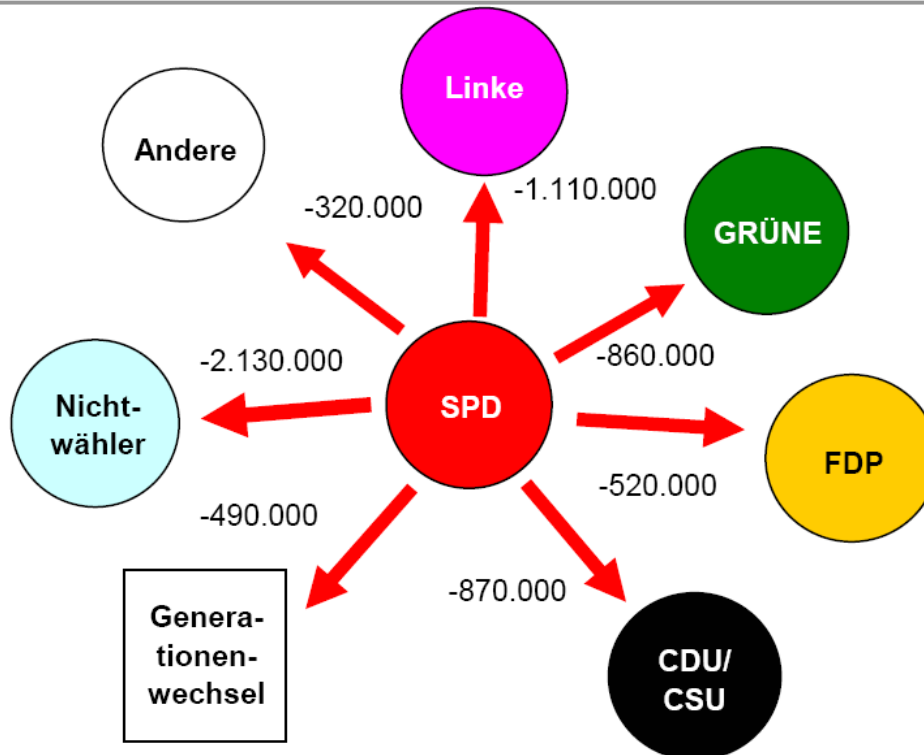 Linke
Andere
-1.110.000
-320.000
GRÜNE
-2.130.000
-860.000
Nicht-
wähler
SPD
FDP
-520.000
-490.000
-870.000
Genera-
tionen-
wechsel
CDU/
CSU